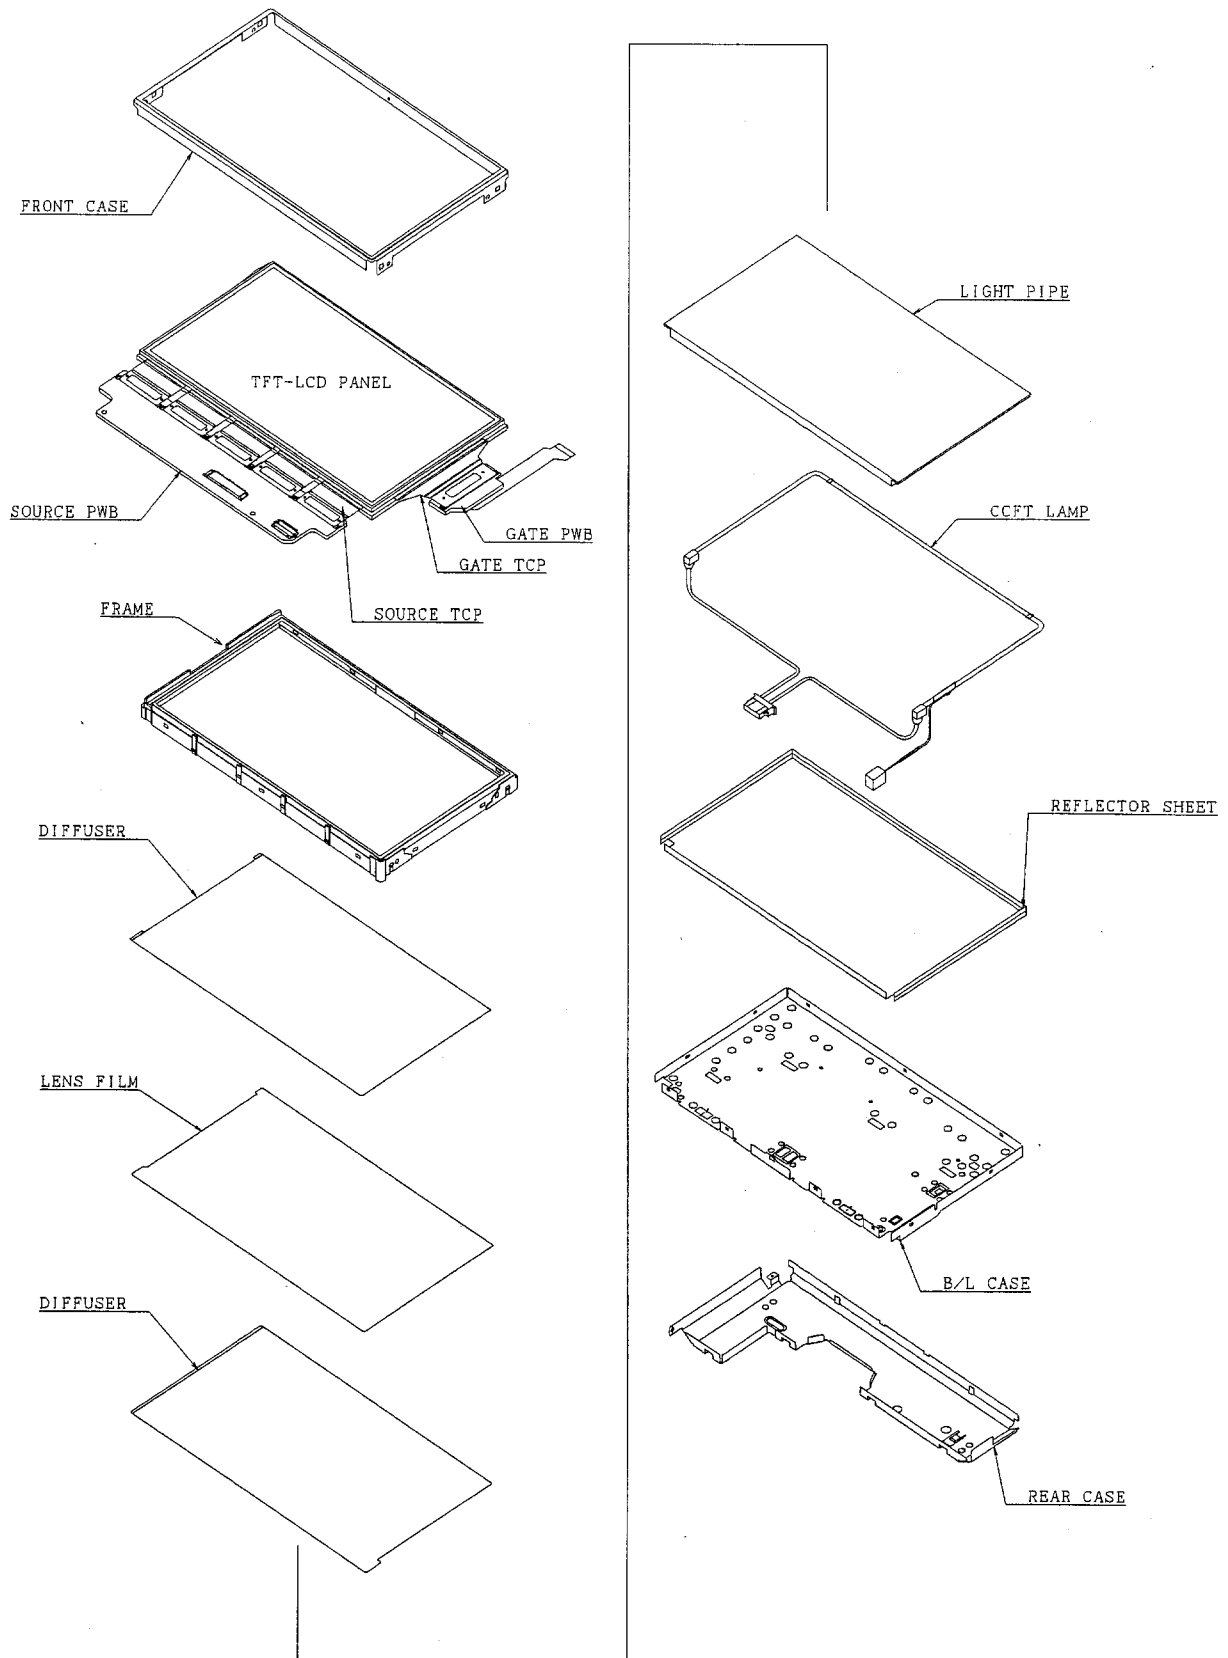 FRONT CASE
TFT-LCD PANEL
SOURCE PWB
GATE PWB
GATE TCP
SOURCE TCP
FRAME
DIFFUSER
LENS FILM
DIFFUSER
LIGHT PIPE
CCFT LAMP
REFLECTOR SHEET
B/L CASE
REAR CASE